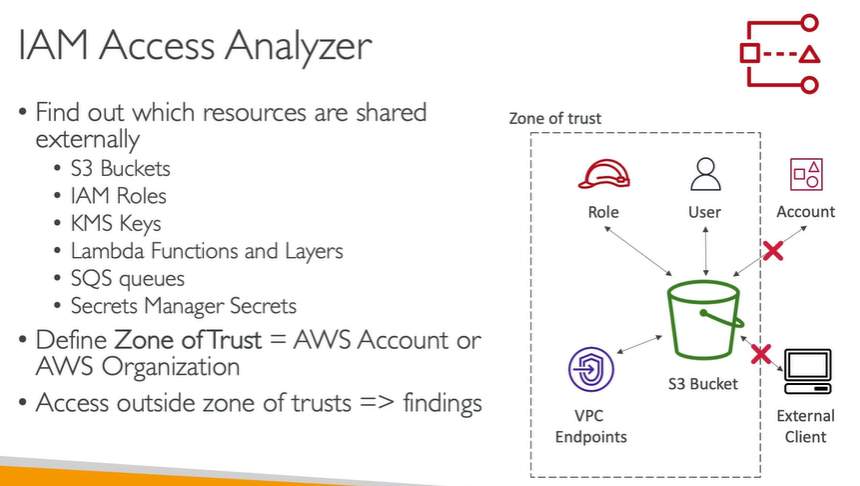 IAM Access Analyzer
• Find out which resources are shared
externally
• S3 Buckets
• IAM Roles
• KMS Keys
• Lambda Functions and Layers
• SQS queues
• Secrets Manager Secrets
• Define Zone of Trust = AWS Account or
AWS Organization
• Access outside zone of trusts => findings
Zone of trust
Role
User
Account
S3 Bucket
VPC
Endpoints
External
Client